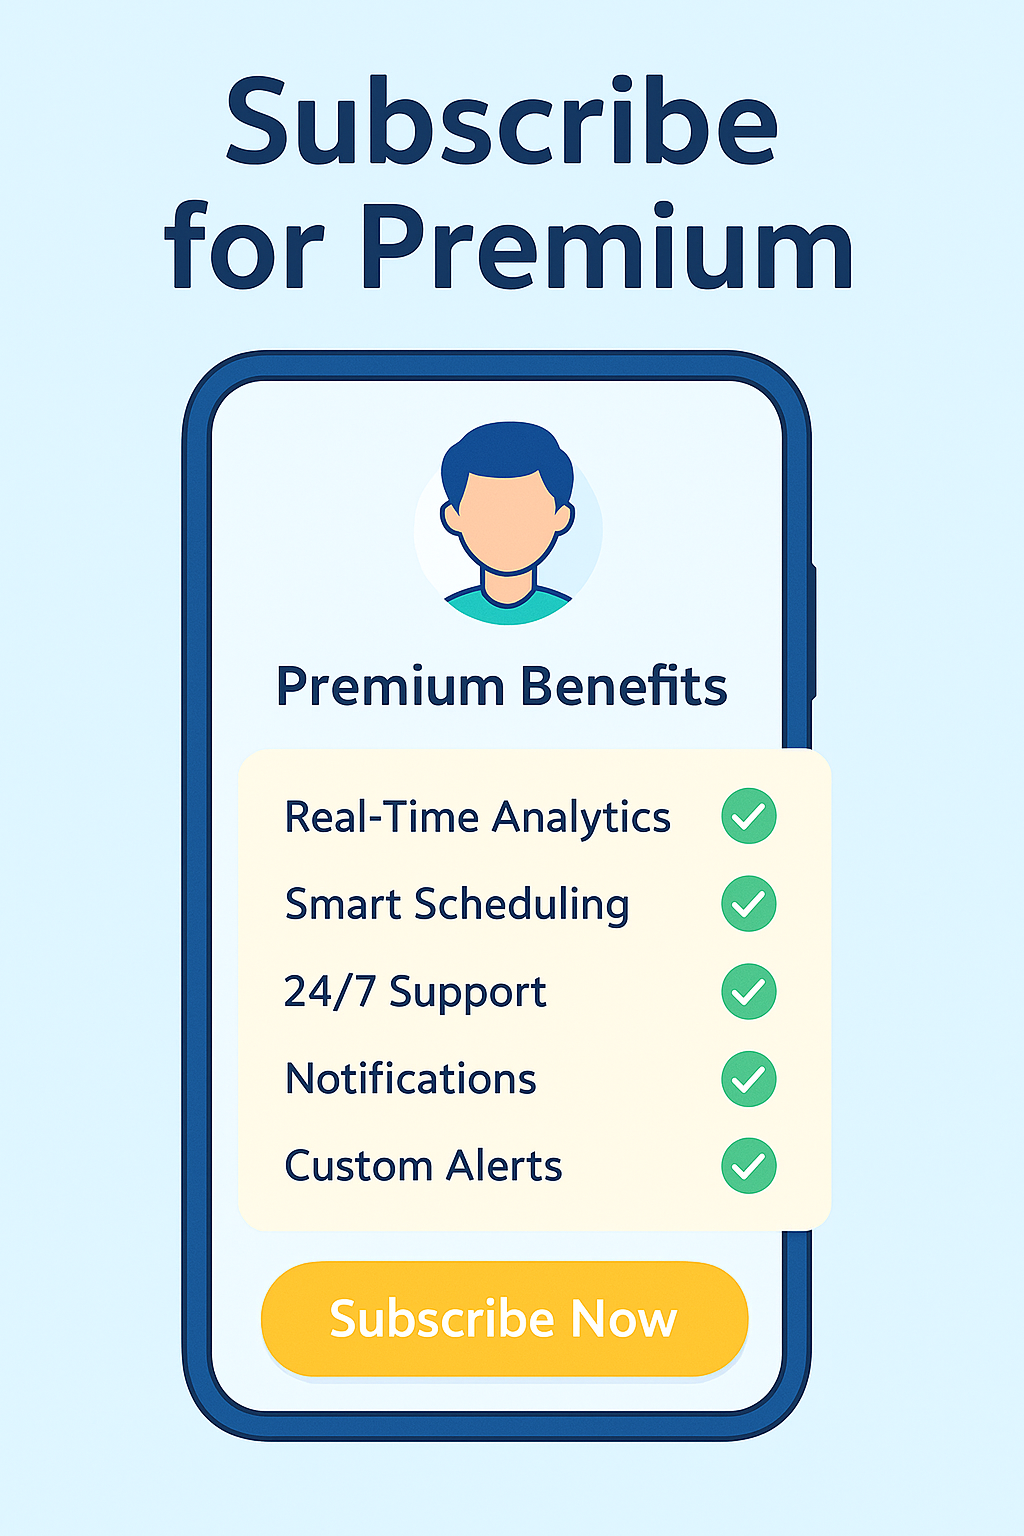 Subscribe
for Premium
Premium Benefits
Real-Time Analytics
Smart Scheduling
24/7 Support
Notifications
Custom Alerts
Subscribe Now